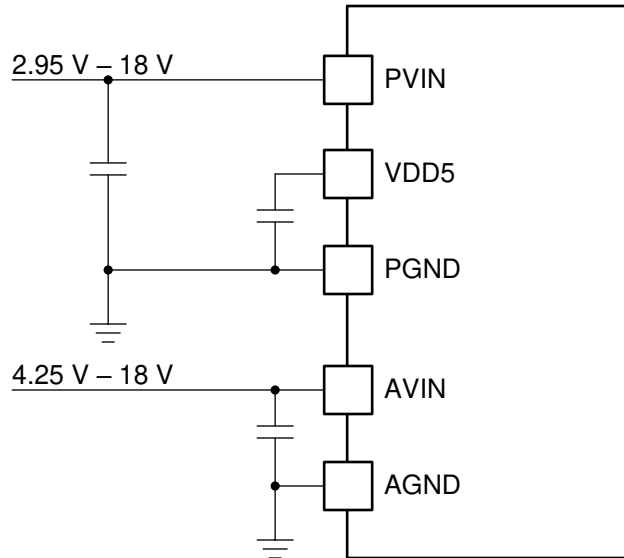 2.95 V – 18 V
PVIN
VDD5
PGND
4.25 V – 18 V
AVIN
AGND